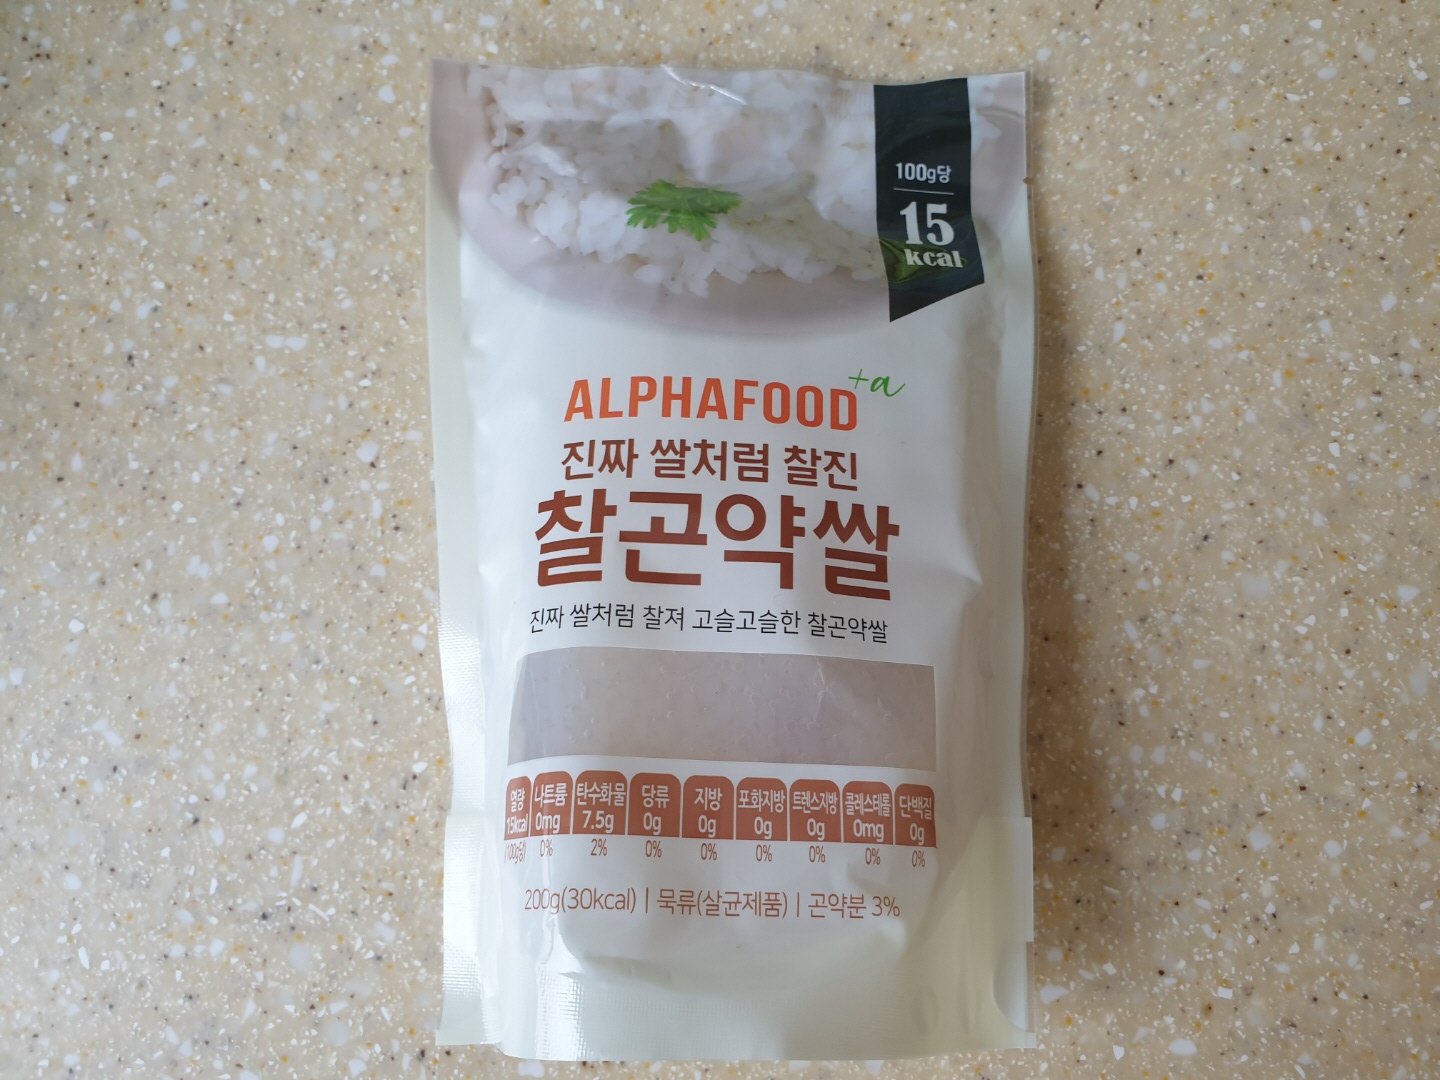 100g당
15
kcal
ALPHAFOOD+a
진짜 쌀처럼 찰진
찰곤약쌀
진짜 쌀처럼 찰져 고슬고슬한 찰곤약쌀
열량 나트륨 탄수화물 당류 지방 포화지방 트랜스지방 콜레스테롤 단백질
15kcal 0mg 7.5g 0g 0g 0g 0g 0mg 0g
(100g당) 0% 2% 0% 0% 0% 0% 0% 0%
200g(30kcal) | 묵류(살균제품) | 곤약분 3%